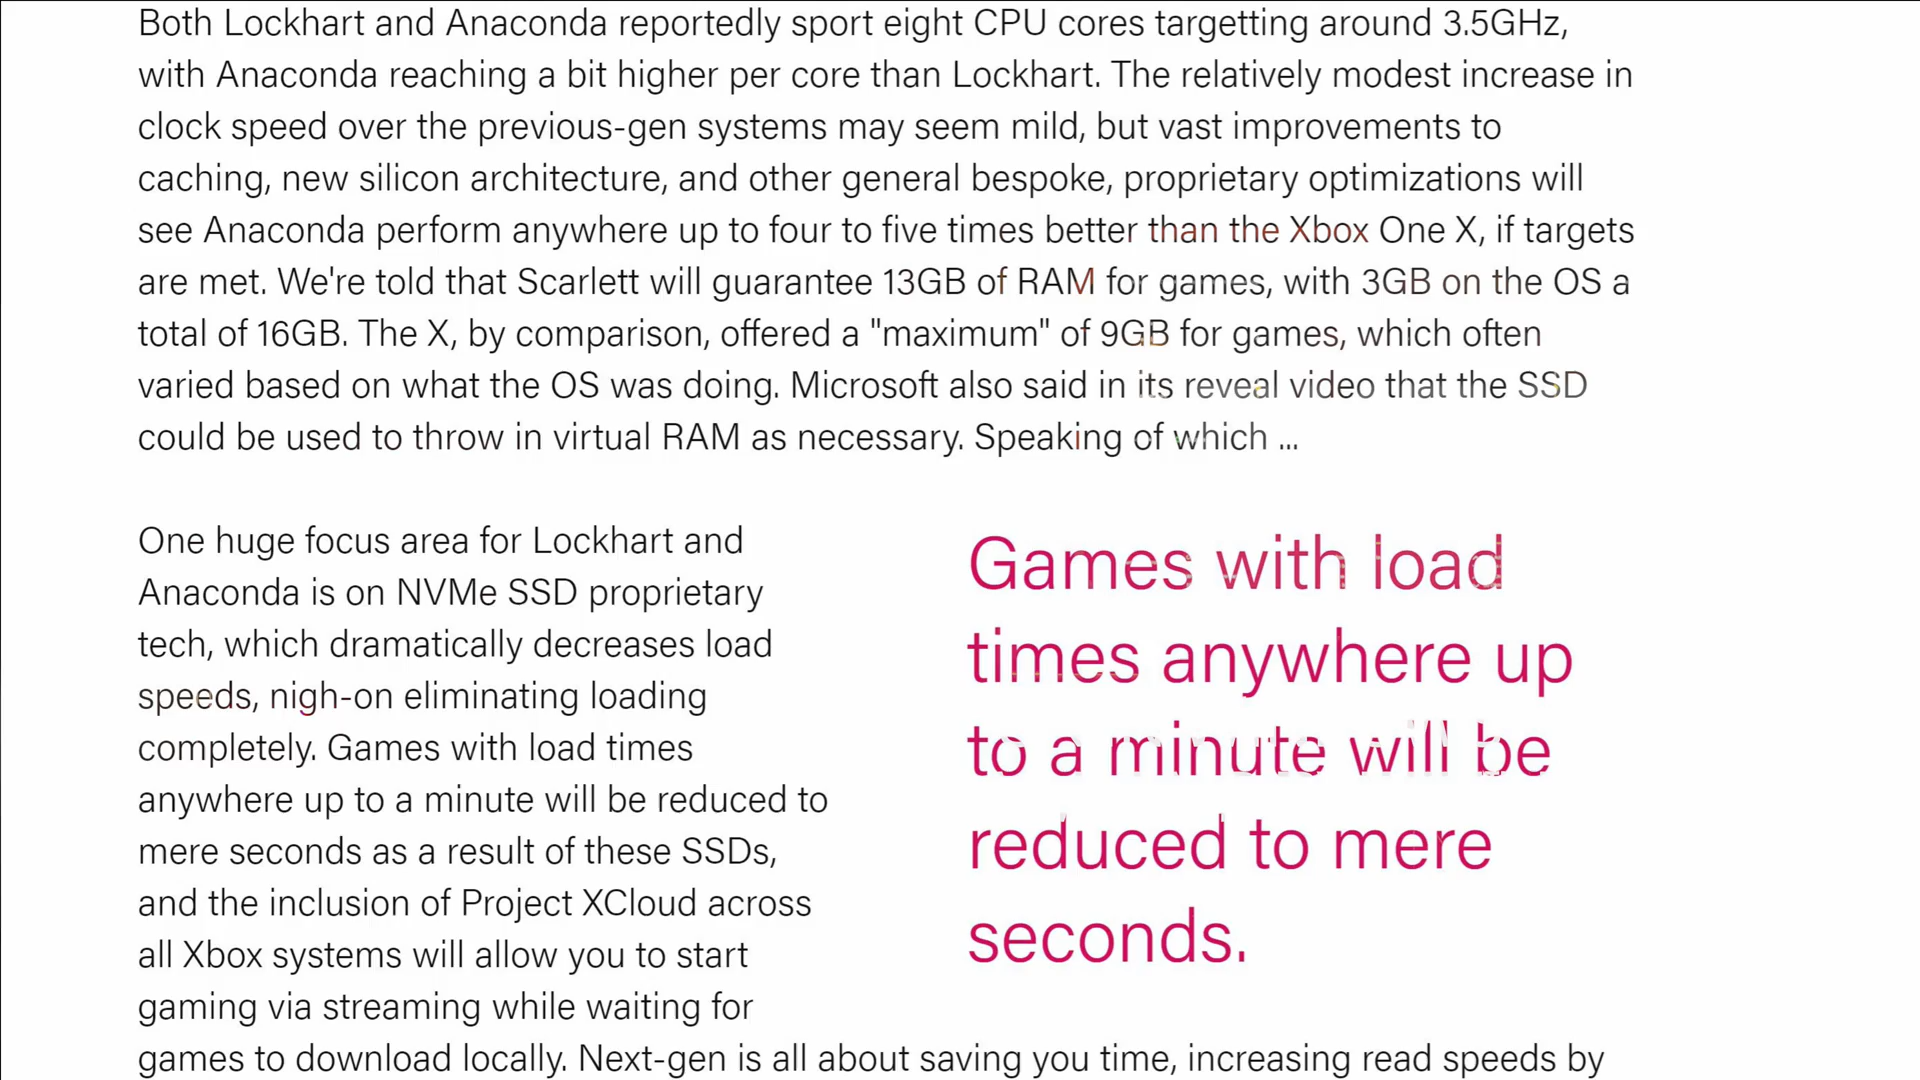 Both Lockhart and Anaconda reportedly sport eight CPU cores targetting around 3.5GHz,
with Anaconda reaching a bit higher per core than Lockhart. The relatively modest increase in
clock speed over the previous-gen systems may seem mild, but vast improvements to
caching, new silicon architecture, and other general bespoke, proprietary optimizations will
see Anaconda perform anywhere up to four to five times better than the Xbox One X, if targets
are met. We're told that Scarlett will guarantee 13GB of RAM for games, with 3GB on the OS a
total of 16GB. The X, by comparison, offered a "maximum" of 9GB for games, which often
varied based on what the OS was doing. Microsoft also said in its reveal video that the SSD
could be used to throw in virtual RAM as necessary. Speaking of which ...
One huge focus area for Lockhart and
Anaconda is on NVMe SSD proprietary
tech, which dramatically decreases load
speeds, nigh-on eliminating loading
completely. Games with load times
anywhere up to a minute will be reduced to
mere seconds as a result of these SSDs,
and the inclusion of Project XCloud across
all Xbox systems will allow you to start
gaming via streaming while waiting for
games to download locally. Next-gen is all about saving you time, increasing read speeds by
Games with load
times anywhere up
to a minute will be
reduced to mere
seconds.